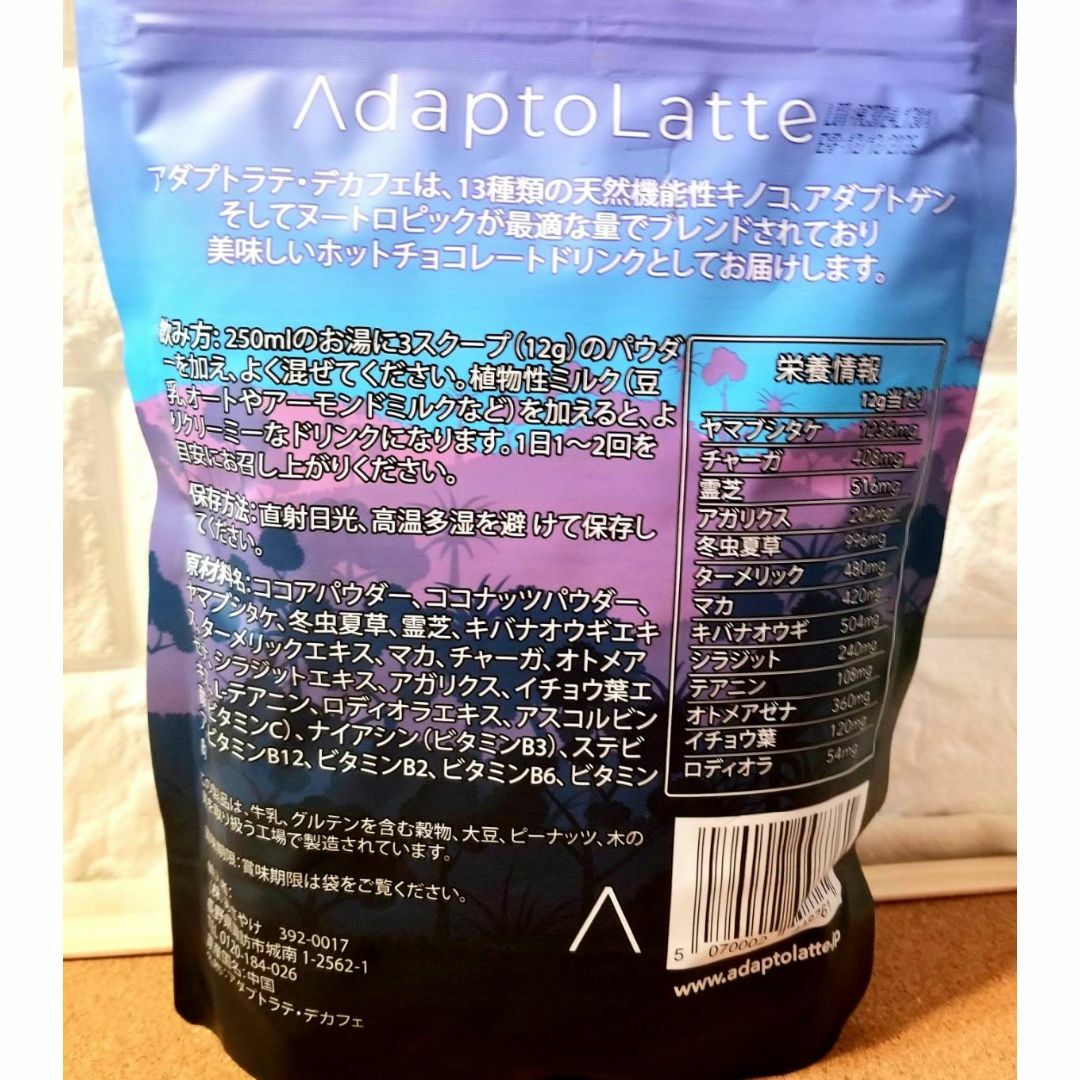 AdaptoLatte
アダプトラテ・デカフェは、13種類の天然機能性キノコ、アダプトゲン
そしてヌートロピックが最適な量でブレンドされており
美味しいホットチョコレートドリンクとしてお届けします。
飲み方: 250mlのお湯に3スクープ(12g)のパウダ
ーを加え、よく混ぜてください。植物性ミルク(豆
乳、オートやアーモンドミルクなど)を加えると、よ
りクリーミーなドリンクになります。1日1〜2回を
目安にお召し上がりください。
保存方法: 直射日光、高温多湿を避けて保存し
てください。
原材料名: ココアパウダー、ココナッツパウダー、
ヤマブシタケ、冬虫夏草、霊芝、キバナオウギエキ
ス、ターメリックエキス、マカ、チャーガ、オトメア
シラジットエキス、アガリクス、イチョウ葉エ
L-テアニン、ロディオラエキス、アスコルビン
ビタミンC)、ナイアシン(ビタミンB3)、ステビ
ビタミンB12、ビタミンB2、ビタミンB6、ビタミン
この製品は、牛乳、グルテンを含む穀物、大豆、ピーナッツ、木の
を取り扱う工場で製造されています。
賞味期限: 賞味期限は袋をご覧ください。
やけ 392-0017
長野県諏訪市城南 1-2562-1
0120-184-026
原産国名: 中国
アダプトラテ・デカフェ
栄養情報
12g当たり
ヤマブシタケ 1236mg
チャーガ 408mg
霊芝 516mg
アガリクス 204mg
冬虫夏草 996mg
ターメリック 480mg
マカ 420mg
キバナオウギ 504mg
シラジット 240mg
テアニン 108mg
オトメアゼナ 360mg
イチョウ葉 120mg
ロディオラ 54mg
5 070002
www.adaptolatte.jp